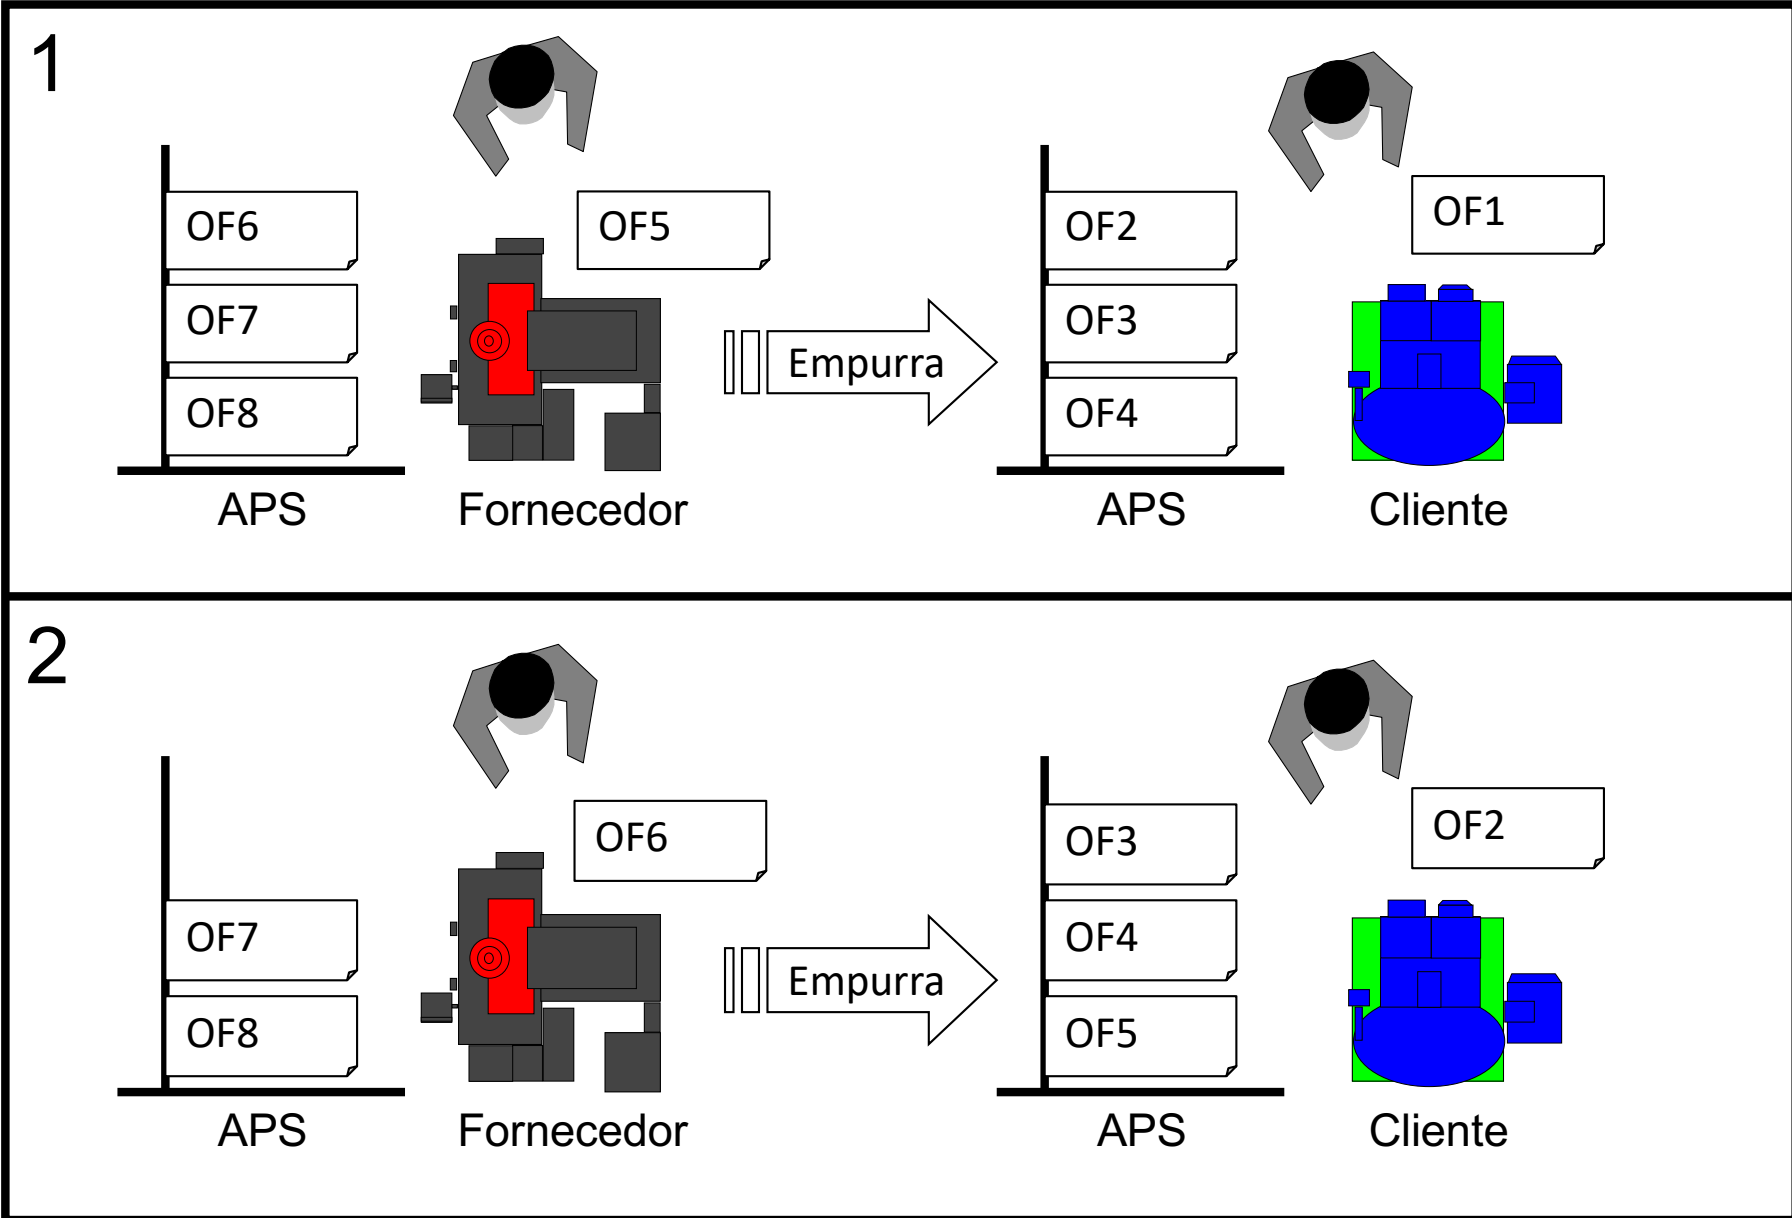 1
OF6
OF5
OF2
OF1
OF7
OF3
Empurra
OF8
OF4
APS
Fornecedor
APS
Cliente
2
OF6
OF3
OF2
OF7
OF4
Empurra
OF8
OF5
APS
Fornecedor
APS
Cliente